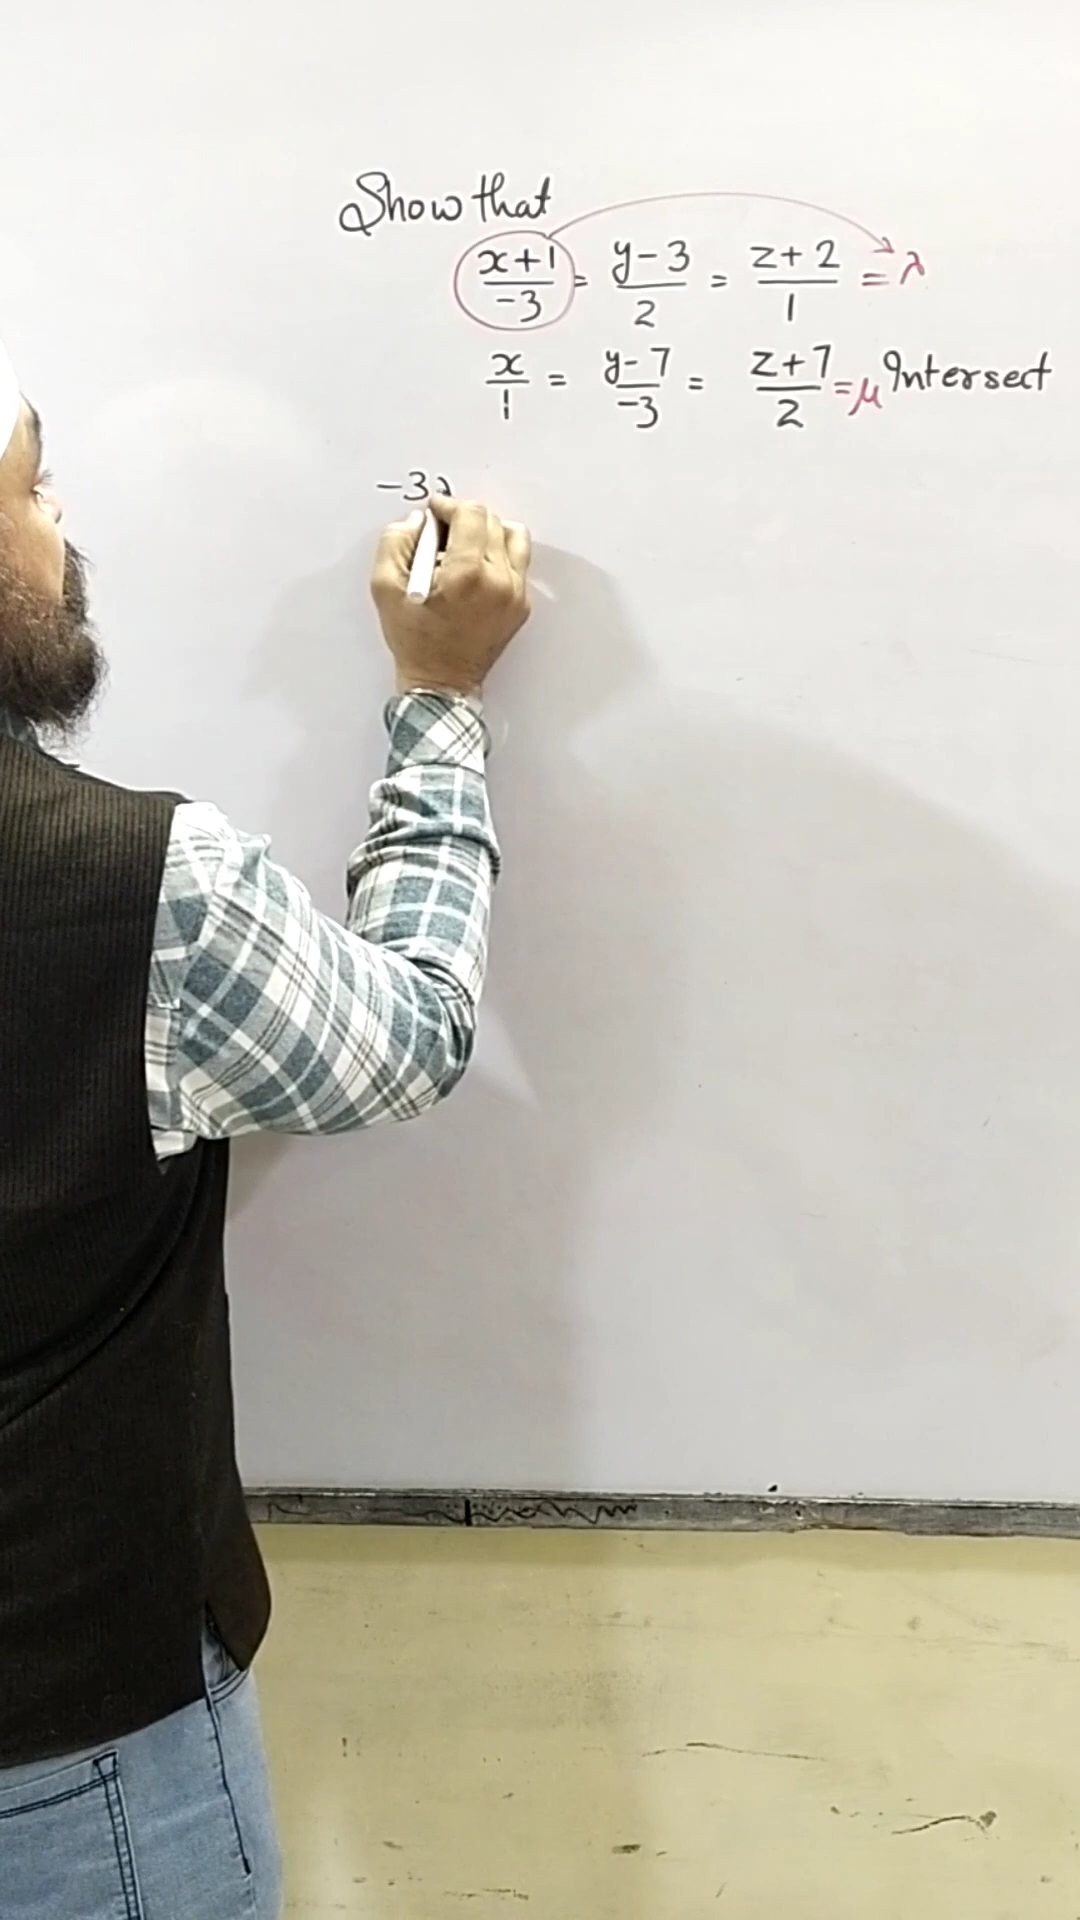 Show that
x+1/-3 = y-3/2 = z+2/1 = λ
x/1 = y-7/-3 = z+7/2 = μ Intersect
-3λ